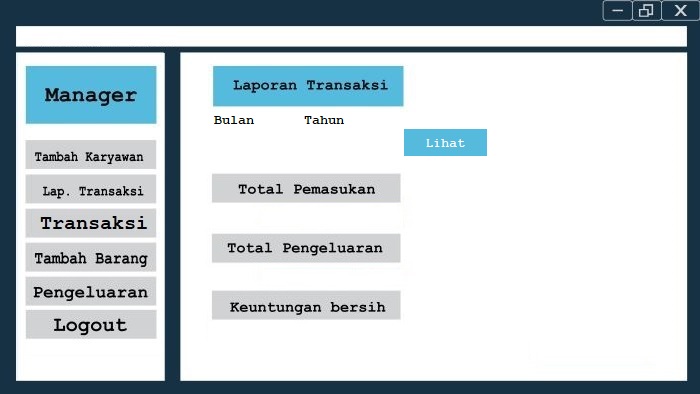 Manager
Tambah Karyawan
Lap. Transaksi
Transaksi
Tambah Barang
Pengeluaran
Logout
Laporan Transaksi
Bulan Tahun
Lihat
Total Pemasukan
Total Pengeluaran
Keuntungan bersih